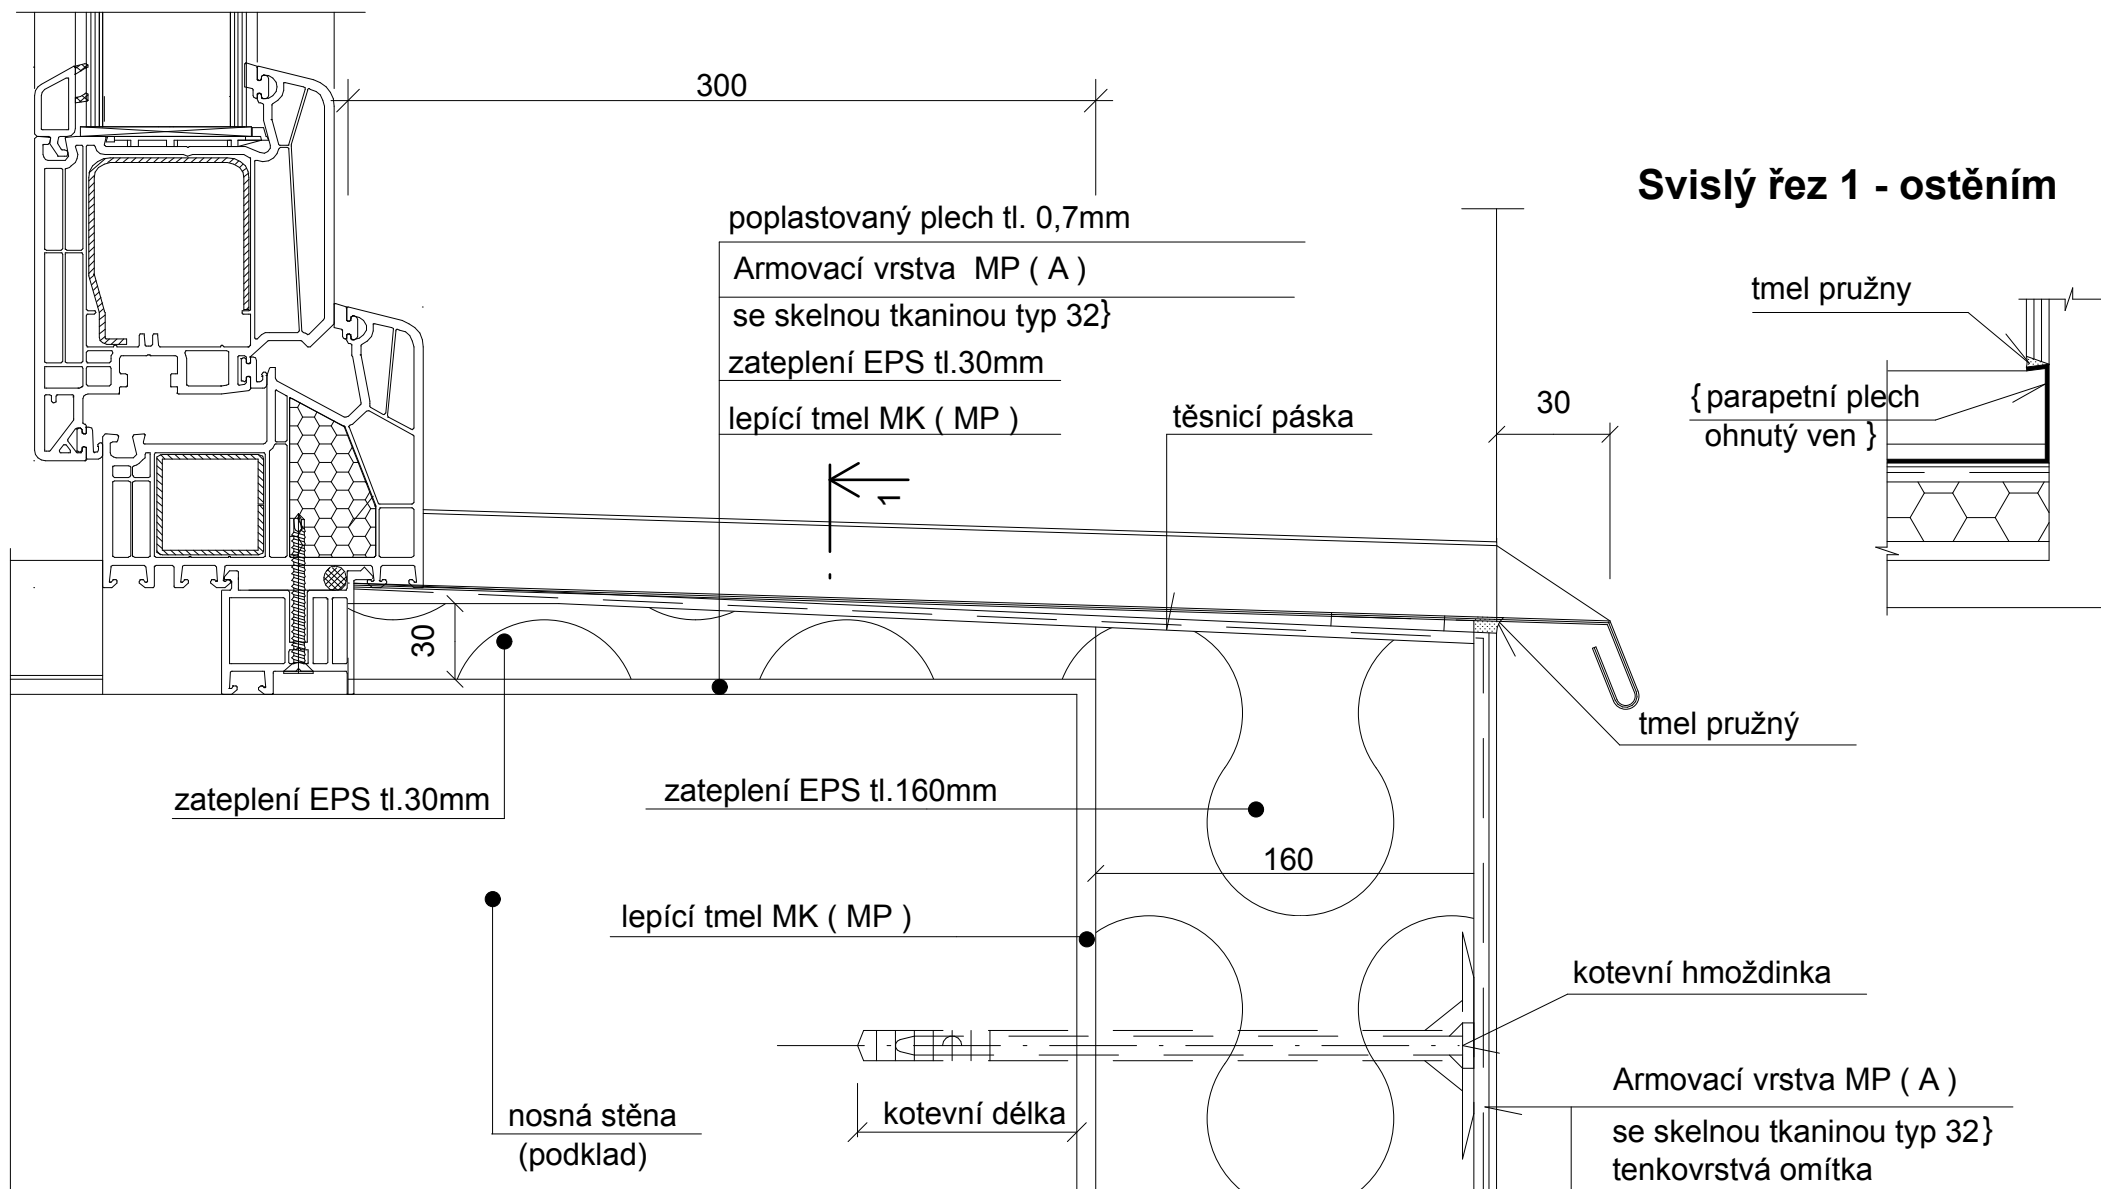 300
Svislý řez 1 - ostěním
poplastovaný plech tl. 0,7mm
Armovací vrstva MP ( A )
se skelnou tkaninou typ 32}
zateplení EPS tl.30mm
lepící tmel MK ( MP )
těsnicí páska
30
tmel pružny
{ parapetní plech
ohnutý ven }
1
30
tmel pružný
zateplení EPS tl.30mm
zateplení EPS tl.160mm
160
lepící tmel MK ( MP )
kotevní hmoždinka
nosná stěna
(podklad)
kotevní délka
Armovací vrstva MP ( A )
se skelnou tkaninou typ 32}
tenkovrstvá omítka